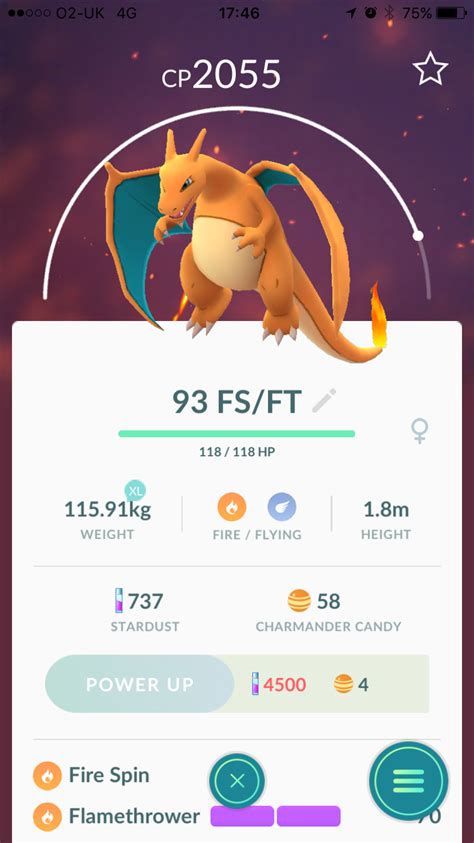 O2-UK 4G 17:46 75%
CP2055
93 FS/FT
118 / 118 HP
XL
115.91kg
WEIGHT
FIRE / FLYING
1.8m
HEIGHT
737
STARDUST
58
CHARMANDER CANDY
POWER UP 4500 4
Fire Spin
Flamethrower 70